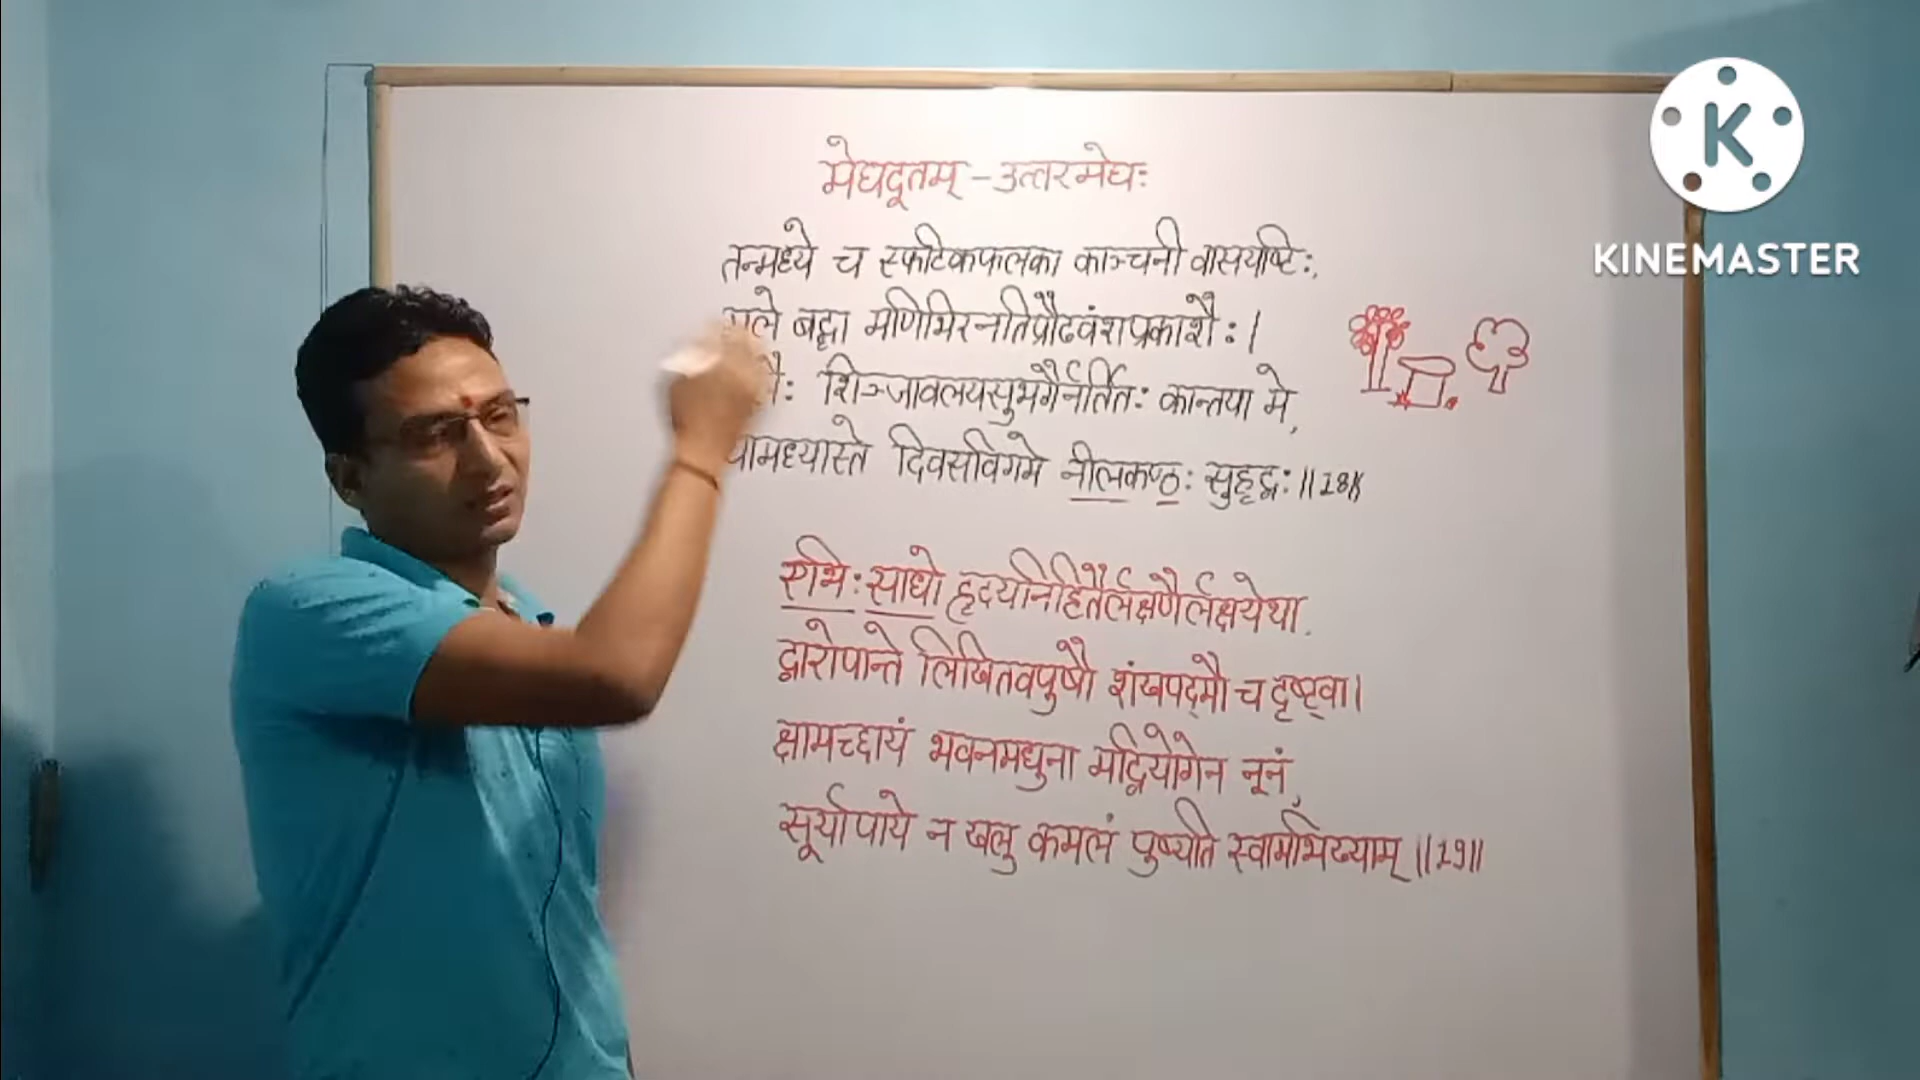 मेघदूतम् - उत्तरमेघः
तन्मध्ये च स्फटिकफलका काञ्चनी वासयष्टिः,
बद्धा मणिभिरनतिप्रौढवंशप्रकाशैः।
शिञ्जावलयसुभगैर्नर्तितः कान्तया मे,
यामध्यास्ते दिवसविगमे नीलकण्ठः सुहृद्वः॥18॥
एभिः साधो हृदयनिहितैर्लक्षणैर्लक्षयेथा,
द्वारोपान्ते लिखितवपुषौ शंखपद्मौ च दृष्ट्वा।
क्षामच्छायं भवनमधुना मद्वियोगेन नूनं,
सूर्यापाये न खलु कमलं पुष्यति स्वामभिख्याम्॥19॥
KINEMASTER